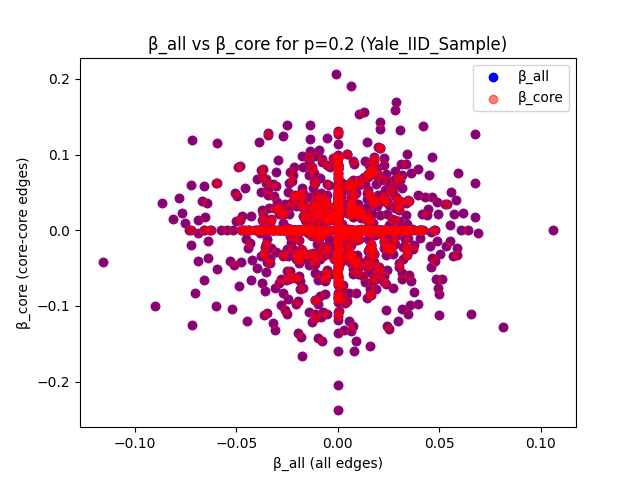 β_all vs β_core for p=0.2 (Yale_IID_Sample)
β_all
β_core
0.2
0.1
0.0
−0.1
−0.2
β_core (core-core edges)
−0.10
−0.05
0.00
0.05
0.10
β_all (all edges)